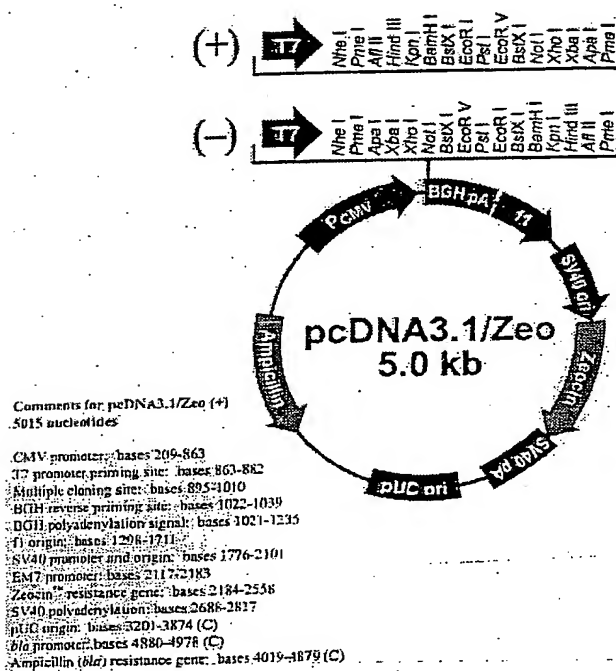 (+) T7 Nhe I Pme I Afl II Hind III Kpn I BamH I BstX I EcoR I Pst I EcoR V BstX I Not I Xho I Xba I Apa I Pme I
(–) T7 Nhe I Pme I Apa I Xba I Xho I Not I BstX I EcoR V Pst I EcoR I BstX I BamH I Kpn I Hind III Afl II Pme I
PCMV BGH pA f1
SV40 ori
Ampicillin
pcDNA3.1/Zeo
5.0 kb
Zeocin
SV40 pA
pUC ori
Comments for pcDNA3.1/Zeo (+)
5015 nucleotides
CMV promoter: bases 209-863
T7 promoter priming site: bases 863-882
Multiple cloning site: bases 895-1010
BGH reverse priming site: bases 1022-1039
BGH polyadenylation signal: bases 1021-1235
f1 origin: bases 1298-1711
SV40 promoter and origin: bases 1776-2101
EM7 promoter: bases 2117-2183
Zeocin™ resistance gene: bases 2184-2558
SV40 polyadenylation: bases 2688-2817
pUC origin: bases 3201-3874 (C)
bla promoter: bases 4880-4978 (C)
Ampicillin (bla) resistance gene: bases 4019-4879 (C)